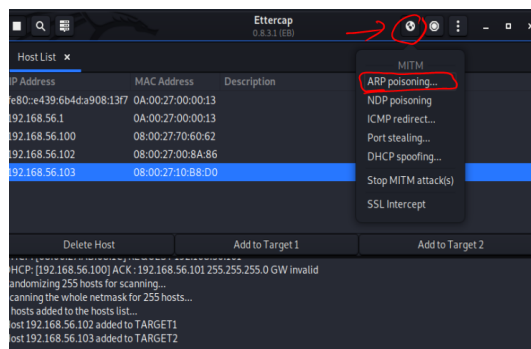 Ettercap
0.8.3.1 (EB)
Host List
IP Address MAC Address Description
fe80::e439:6b4d:a908:13f7 0A:00:27:00:00:13
192.168.56.1 0A:00:27:00:00:13
192.168.56.100 08:00:27:70:60:62
192.168.56.102 08:00:27:00:8A:86
192.168.56.103 08:00:27:10:B8:D0
MITM
ARP poisoning...
NDP poisoning
ICMP redirect...
Port stealing...
DHCP spoofing...
Stop MITM attack(s)
SSL Intercept
Delete Host Add to Target 1 Add to Target 2
DHCP: [192.168.56.100] ACK : 192.168.56.101 255.255.255.0 GW invalid
andomizing 255 hosts for scanning...
canning the whole netmask for 255 hosts...
hosts added to the hosts list...
ost 192.168.56.102 added to TARGET1
ost 192.168.56.103 added to TARGET2